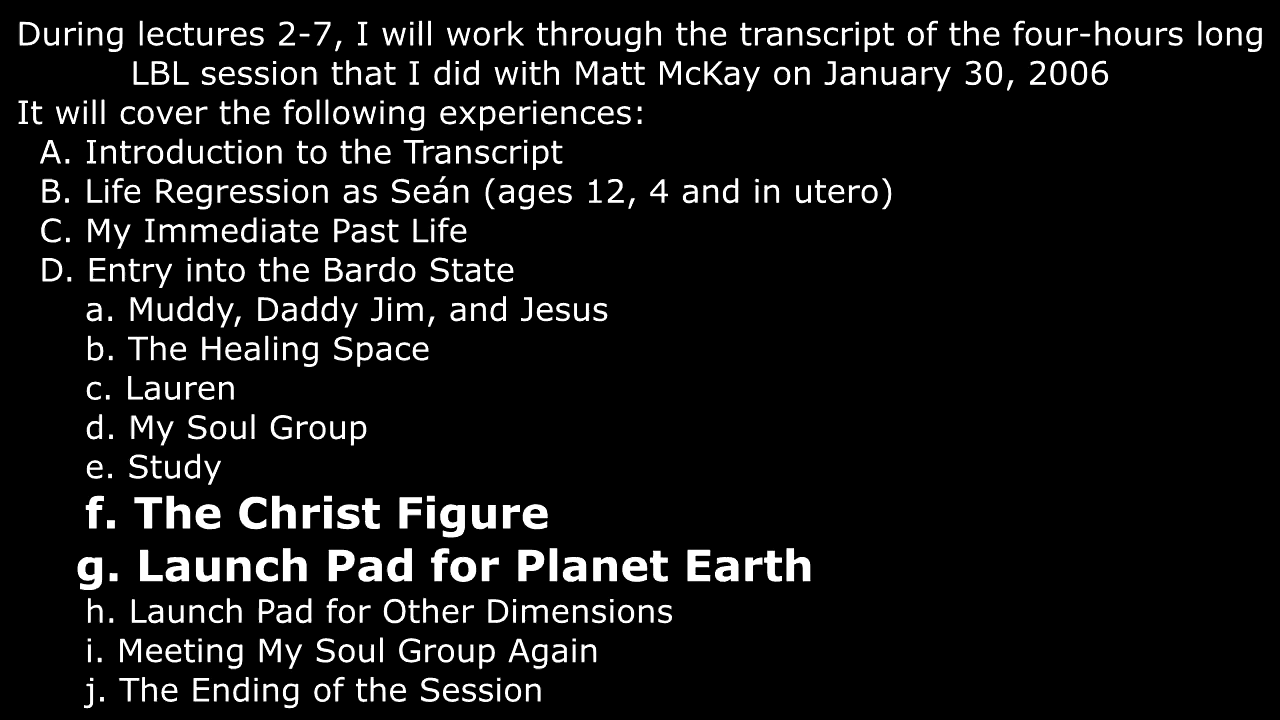 During lectures 2-7, I will work through the transcript of the four-hours long
LBL session that I did with Matt McKay on January 30, 2006
It will cover the following experiences:
A. Introduction to the Transcript
B. Life Regression as Seán (ages 12, 4 and in utero)
C. My Immediate Past Life
D. Entry into the Bardo State
a. Muddy, Daddy Jim, and Jesus
b. The Healing Space
c. Lauren
d. My Soul Group
e. Study
f. The Christ Figure
g. Launch Pad for Planet Earth
h. Launch Pad for Other Dimensions
i. Meeting My Soul Group Again
j. The Ending of the Session